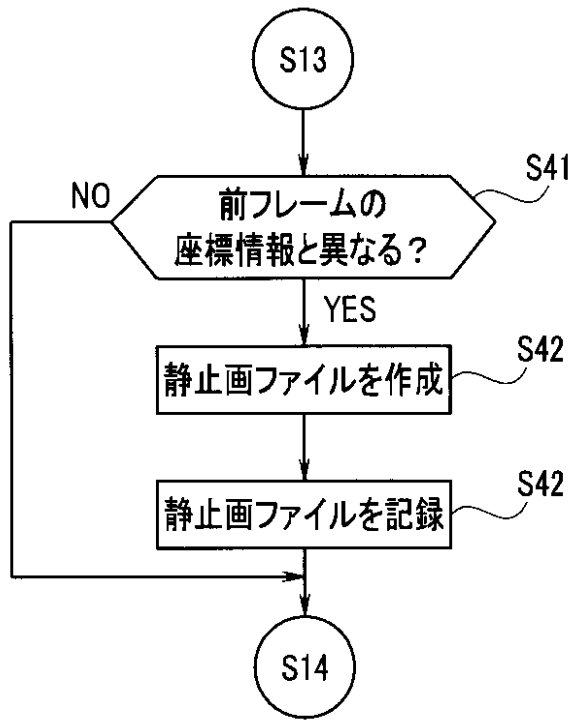 S13
S41
NO
前フレームの
座標情報と異なる?
YES
S42
静止画ファイルを作成
S42
静止画ファイルを記録
S14